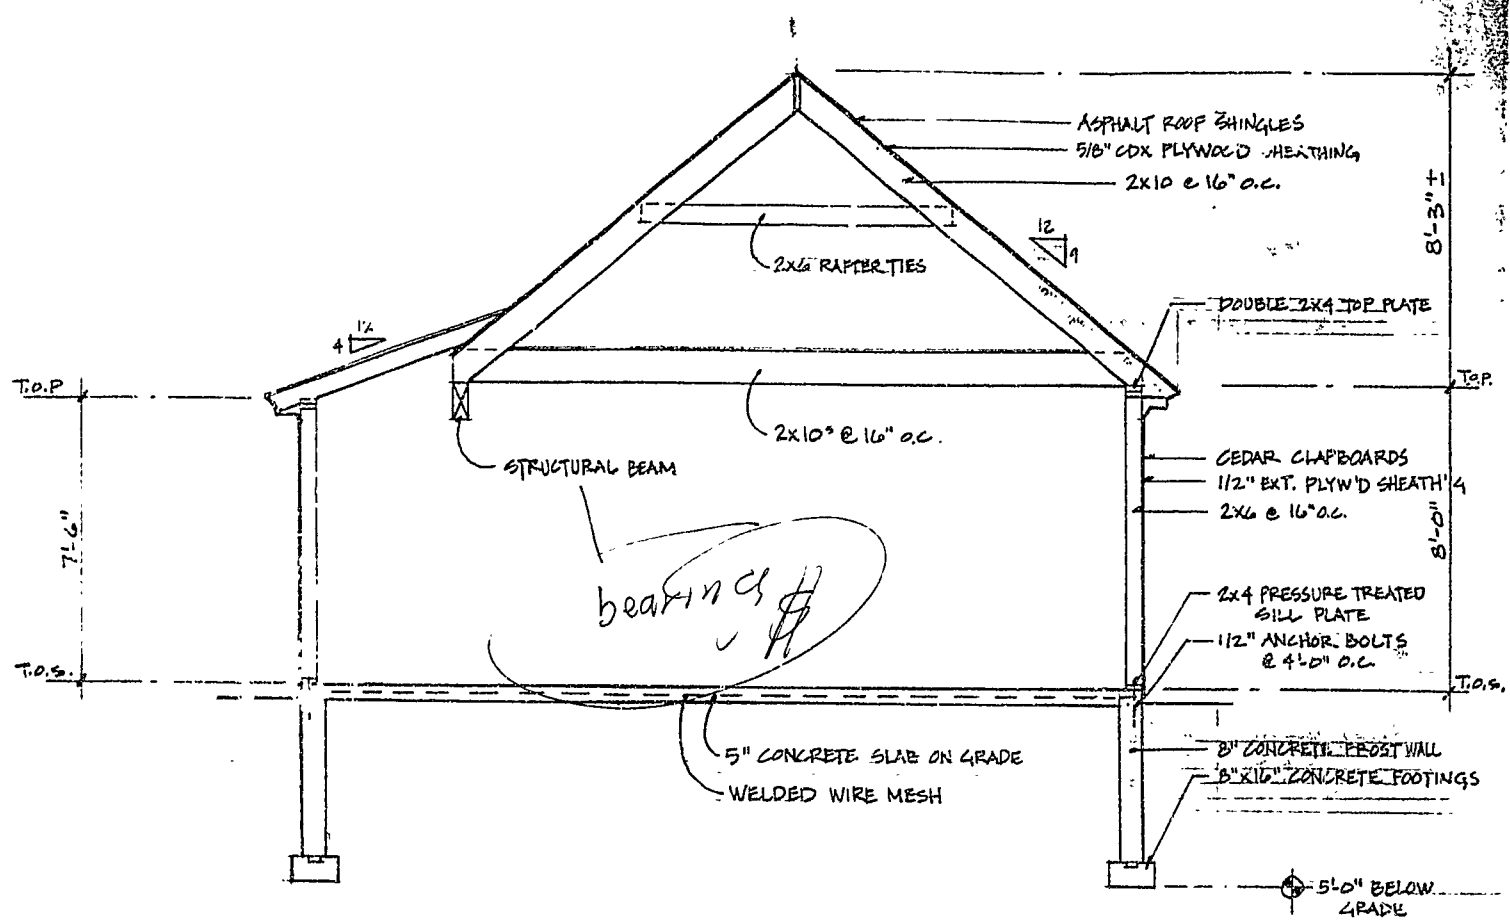 ASPHALT ROOF SHINGLES
5/8" CDX PLYWOOD SHEATHING
2x10 @ 16" O.C.
8'-3" ±
12
9
2x6 RAFTER TIES
DOUBLE 2x4 TOP PLATE
12
4
T.O.P
T.O.P.
2x10s @ 16" O.C.
STRUCTURAL BEAM
CEDAR CLAPBOARDS
1/2" EXT. PLYW'D SHEATH'G
2x6 @ 16" O.C.
7'-6"
8'-0"
bearing
2x4 PRESSURE TREATED
SILL PLATE
1/2" ANCHOR BOLTS
@ 4'-0" O.C.
T.O.S.
T.O.S.
5" CONCRETE SLAB ON GRADE
WELDED WIRE MESH
8" CONCRETE FROST WALL
8"x16" CONCRETE FOOTINGS
5'-0" BELOW
GRADE